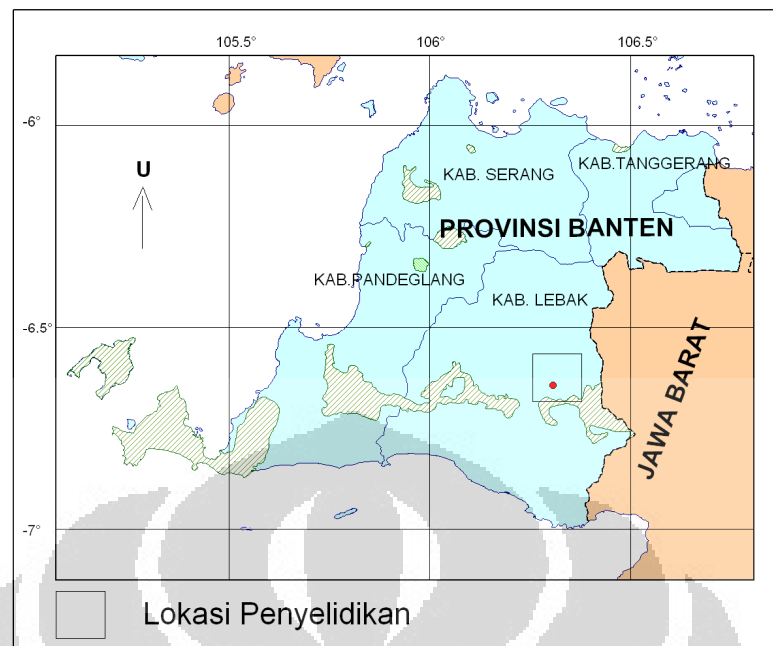 105.5°
106°
106.5°
-6°
U
KAB. SERANG
KAB.TANGGERANG
PROVINSI BANTEN
KAB.PANDEGLANG
KAB. LEBAK
-6.5°
JAWA BARAT
-7°
Lokasi Penyelidikan